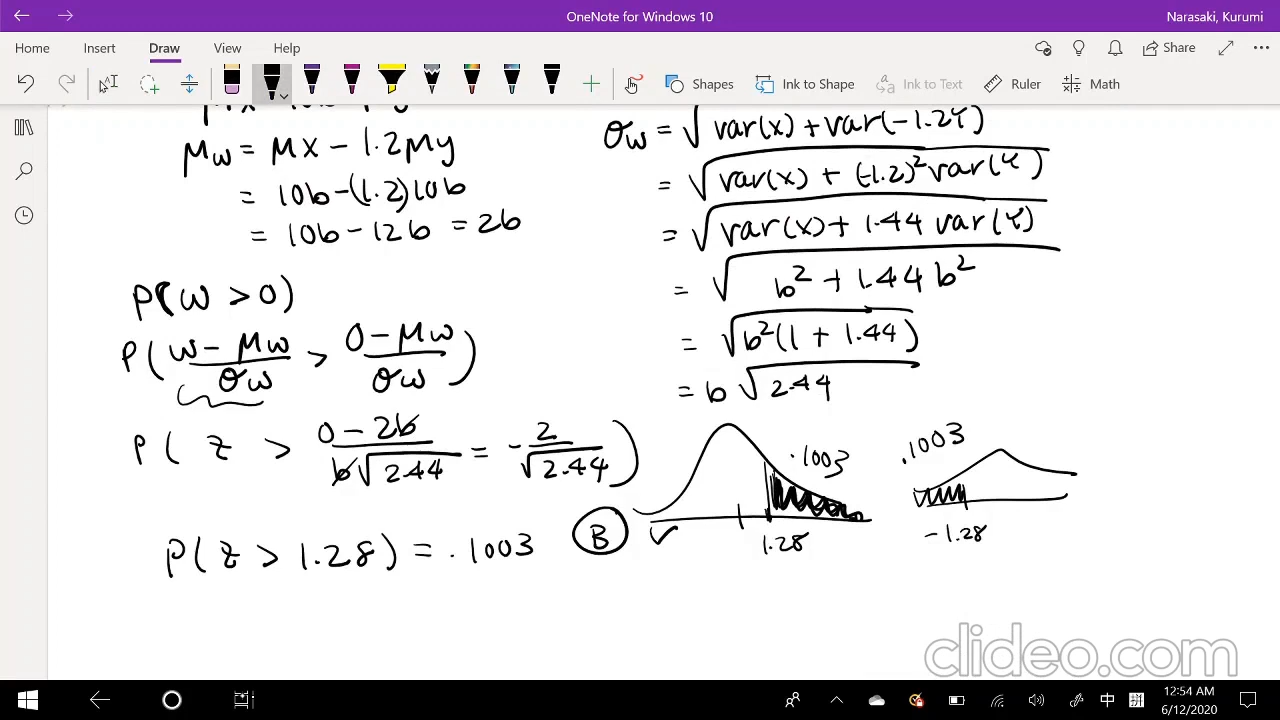 OneNote for Windows 10
Narasaki, Kurumi
Home Insert Draw View Help
Share
Shapes Ink to Shape Ink to Text Ruler Math
μw = μx - 1.2μy
= 10b - (1.2)10b
= 10b - 12b = 2b
P(w > 0)
P( w - μw / σw > 0 - μw / σw )
P( z > 0 - 2b / b√2.44 = - 2 / √2.44 )
P( z > 1.28 ) = .1003
B
σw = √var(x) + var(-1.2Y)
= √var(x) + (-1.2)² var(Y)
= √var(x) + 1.44 var(Y)
= √b² + 1.44 b²
= √b²(1 + 1.44)
= b √2.44
.1003
1.28
.1003
-1.28
clideo.com
中
拼
12:54 AM
6/12/2020